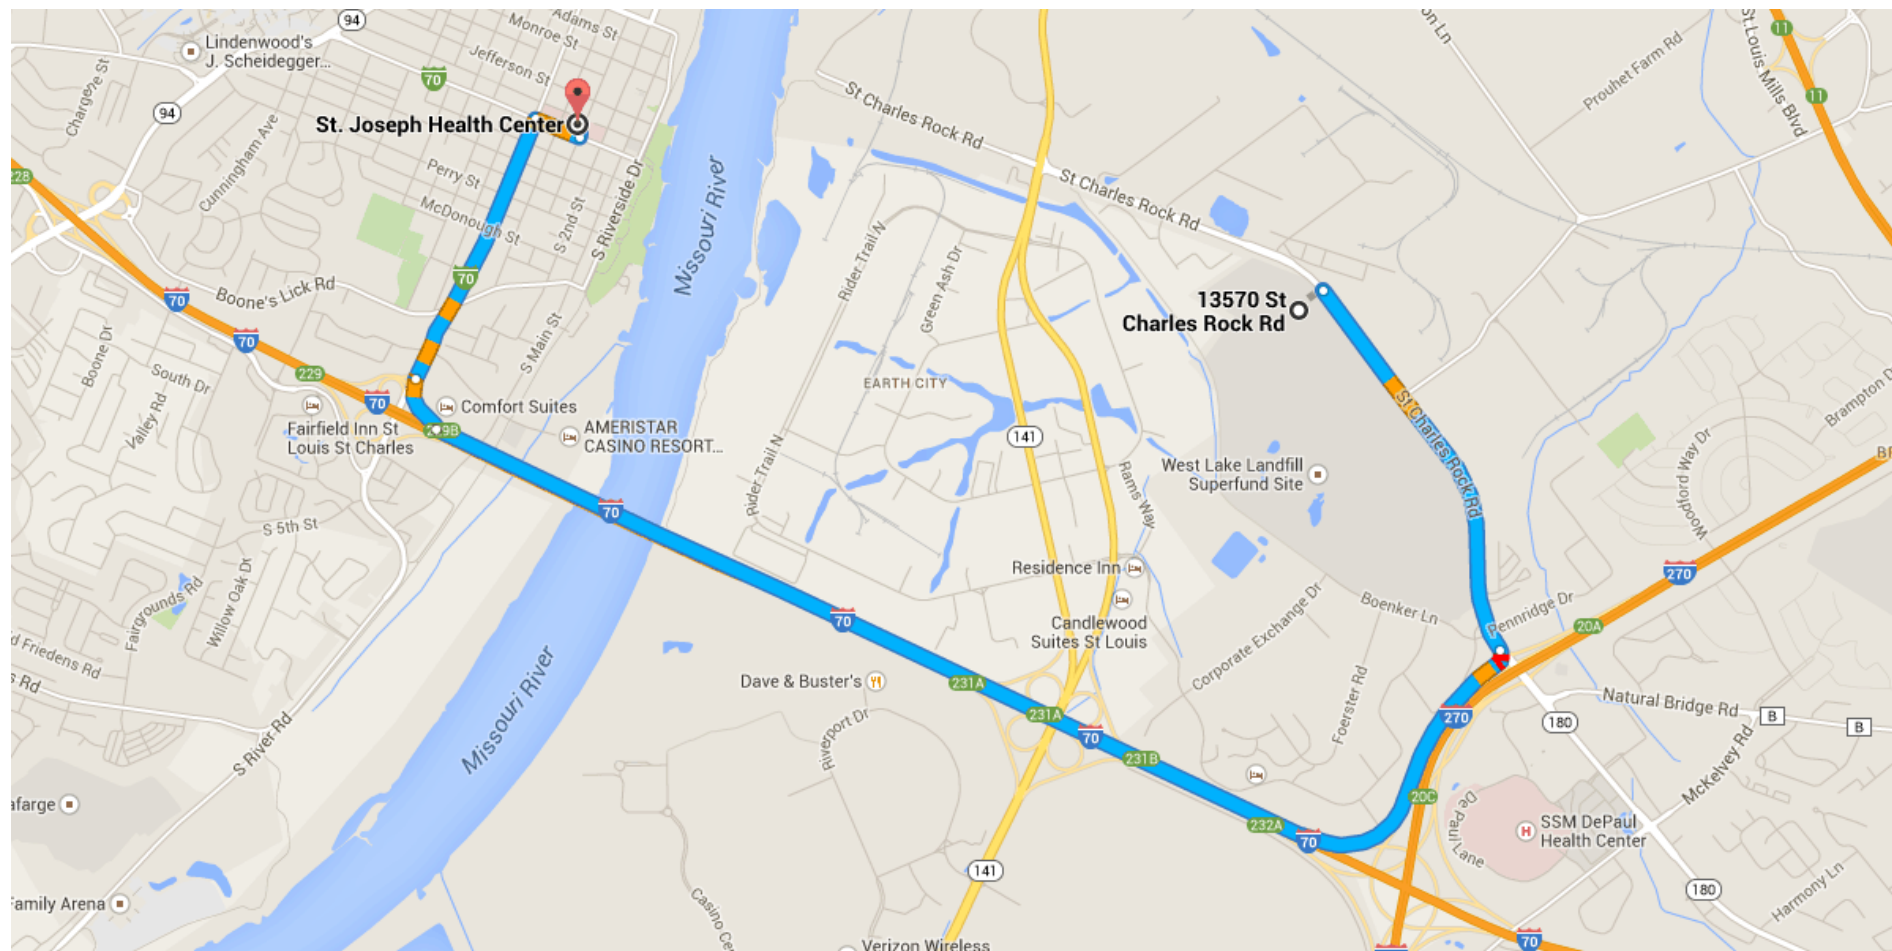 94
Adams St
Monroe St
Lindenwood's
J. Scheidegger...
Jefferson St
70
94
St. Joseph Health Center
Cunningham Ave
Perry St
McDonough St
S 2nd St
S Riverside Dr
Missouri River
228
70
Boone's Lick Rd
70
70
Boone Dr
South Dr
Valley Rd
229
70
S Main St
Comfort Suites
Fairfield Inn St
Louis St Charles
AMERISTAR
CASINO RESORT...
70
S 5th St
Willow Oak Dr
Fairgrounds Rd
d Friedens Rd
s Rd
S River Rd
Missouri River
afarge
Family Arena
St Charles Rock Rd
St Charles Rock Rd
Rider Trail N
Green Ash Dr
EARTH CITY
141
Rider Trail N
Rams Way
Residence Inn
Candlewood
Suites St Louis
70
Dave & Buster's
231A
231A
70
231B
Riverport Dr
141
Verizon Wireless
232A
70
on Ln
Prouhet Farm Rd
St.Louis Mills Blvd
11
11
13570 St
Charles Rock Rd
St Charles Rock Rd
West Lake Landfill
Superfund Site
Boenker Ln
Pennridge Dr
Corporate Exchange Dr
Foerster Rd
Woodford Way Dr
Brampton D
270
20A
270
20C
Natural Bridge Rd
B
B
180
McKelvey Rd
De Paul Lane
H
SSM DePaul
Health Center
180
Harmony Ln
70